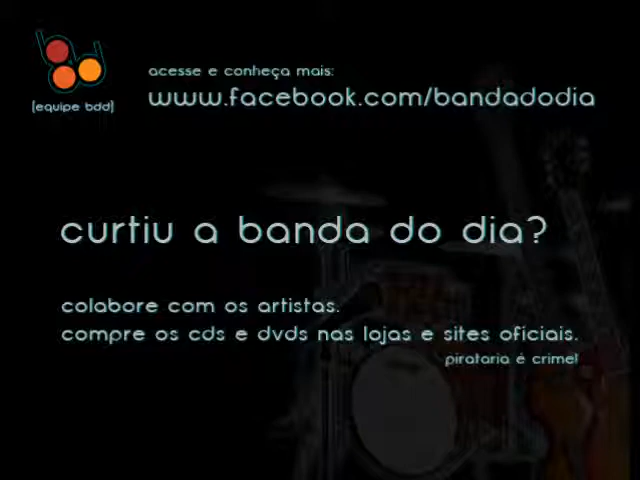 acesse e conheça mais:
www.facebook.com/bandadodia
[equipe bdd]
curtiu a banda do dia?
colabore com os artistas.
compre os cds e dvds nas lojas e sites oficiais.
pirataria é crime!